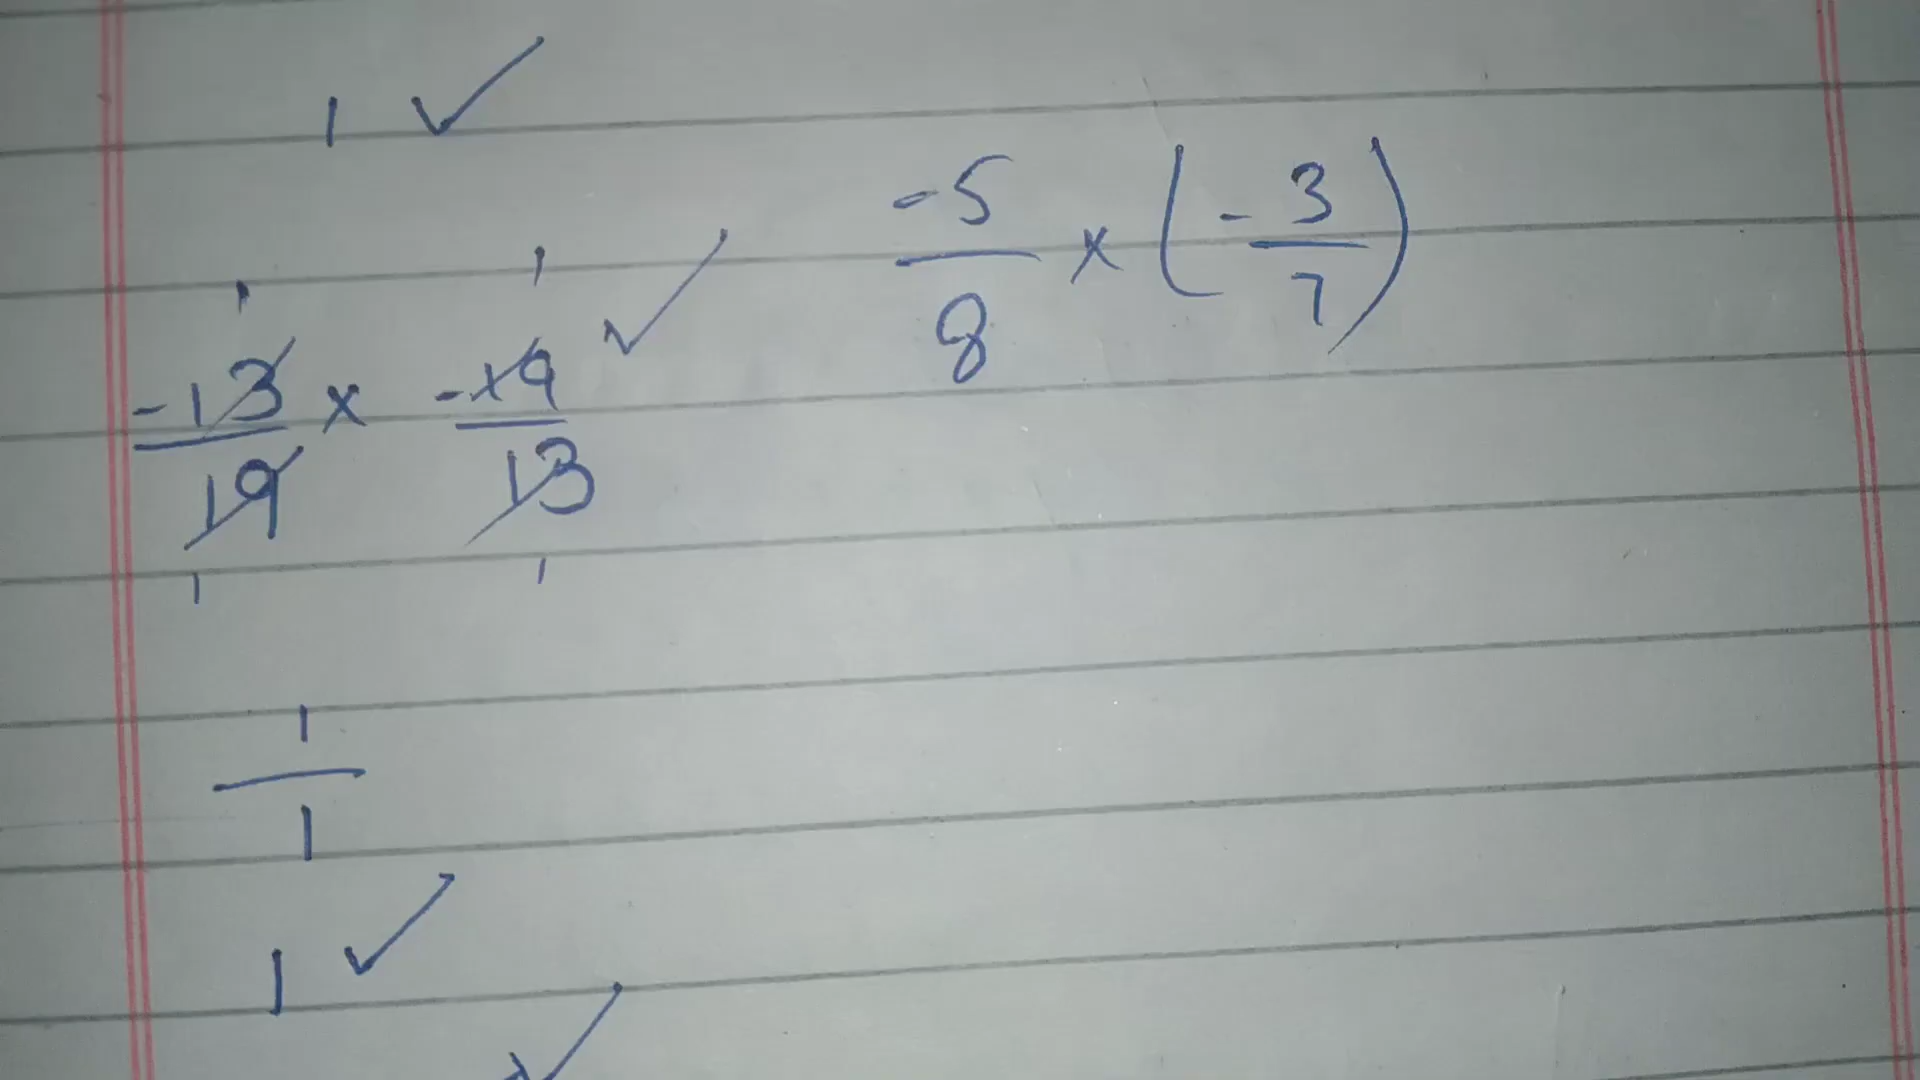 1 ✓
-13/19 × -19/13 ✓
1/1
1 ✓
-5/8 × (-3/7)